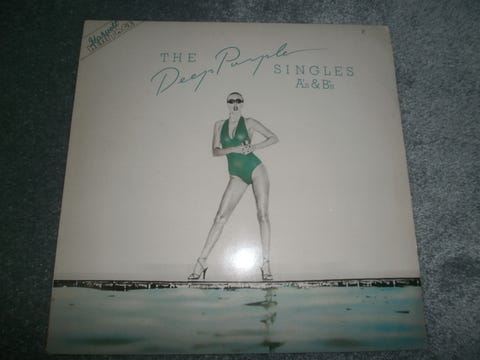 THE
Deep Purple
SINGLES
A's & B's